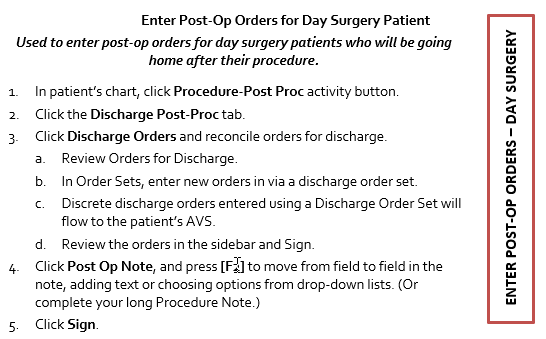 Enter Post-Op Orders for Day Surgery Patient
Used to enter post-op orders for day surgery patients who will be going
home after their procedure.
1. In patient's chart, click Procedure-Post Proc activity button.
2. Click the Discharge Post-Proc tab.
3. Click Discharge Orders and reconcile orders for discharge.
a. Review Orders for Discharge.
b. In Order Sets, enter new orders in via a discharge order set.
c. Discrete discharge orders entered using a Discharge Order Set will
flow to the patient's AVS.
d. Review the orders in the sidebar and Sign.
4. Click Post Op Note, and press [F2] to move from field to field in the
note, adding text or choosing options from drop-down lists. (Or
complete your long Procedure Note.)
5. Click Sign.
ENTER POST-OP ORDERS – DAY SURGERY